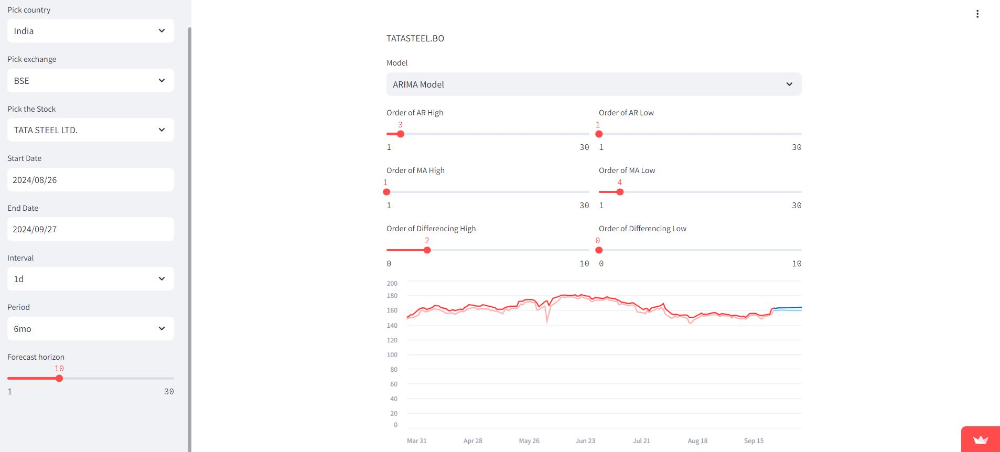 Pick country
India
Pick exchange
BSE
Pick the Stock
TATA STEEL LTD.
Start Date
2024/08/26
End Date
2024/09/27
Interval
1d
Period
6mo
Forecast horizon
10
1 30
TATASTEEL.BO
Model
ARIMA Model
Order of AR High
3
1 30
Order of AR Low
1
1 30
Order of MA High
1
1 30
Order of MA Low
4
1 30
Order of Differencing High
2
0 10
Order of Differencing Low
0
0 10
200
180
160
140
120
100
80
60
40
20
0
Mar 31 Apr 28 May 26 Jun 23 Jul 21 Aug 18 Sep 15